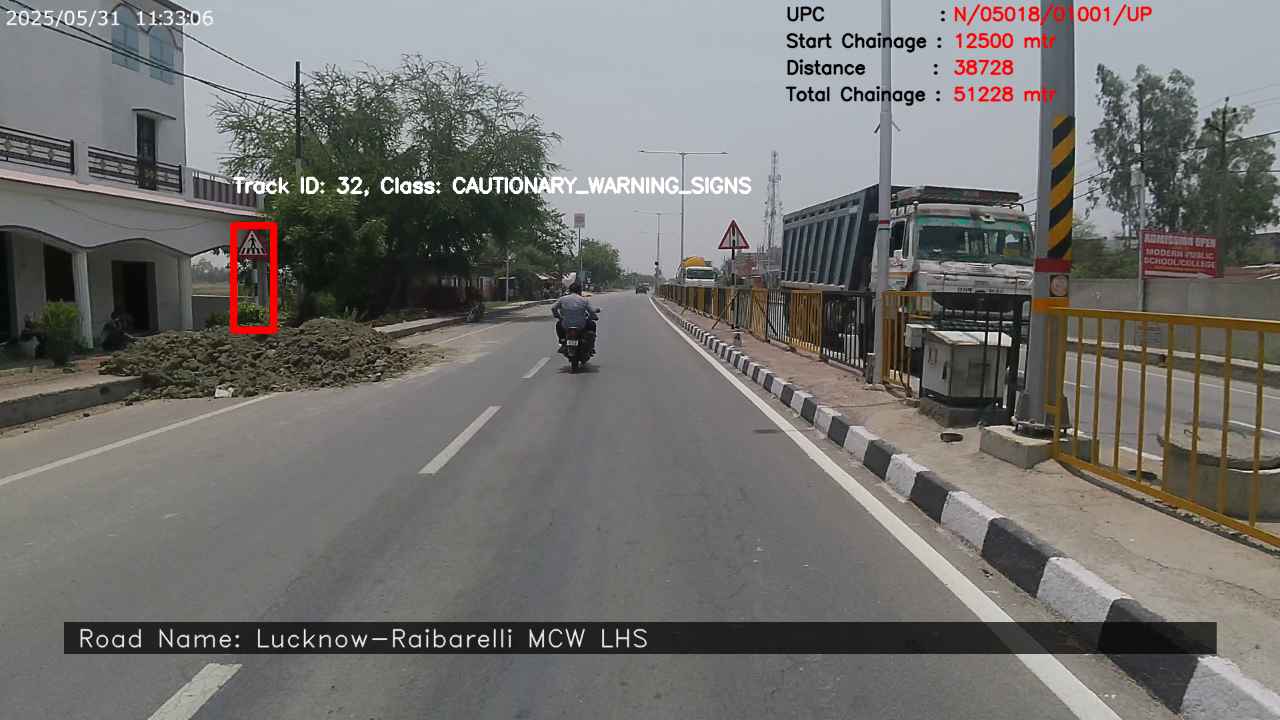 2025/05/31 11:33:06
UPC : N/05018/01001/UP
Start Chainage : 12500 mtr
Distance : 38728
Total Chainage : 51228 mtr
Track ID: 32, Class: CAUTIONARY_WARNING_SIGNS
ADMISSION OPEN
MODERN PUBLIC
SCHOOL/COLLEGE
Road Name: Lucknow-Raibarelli MCW LHS